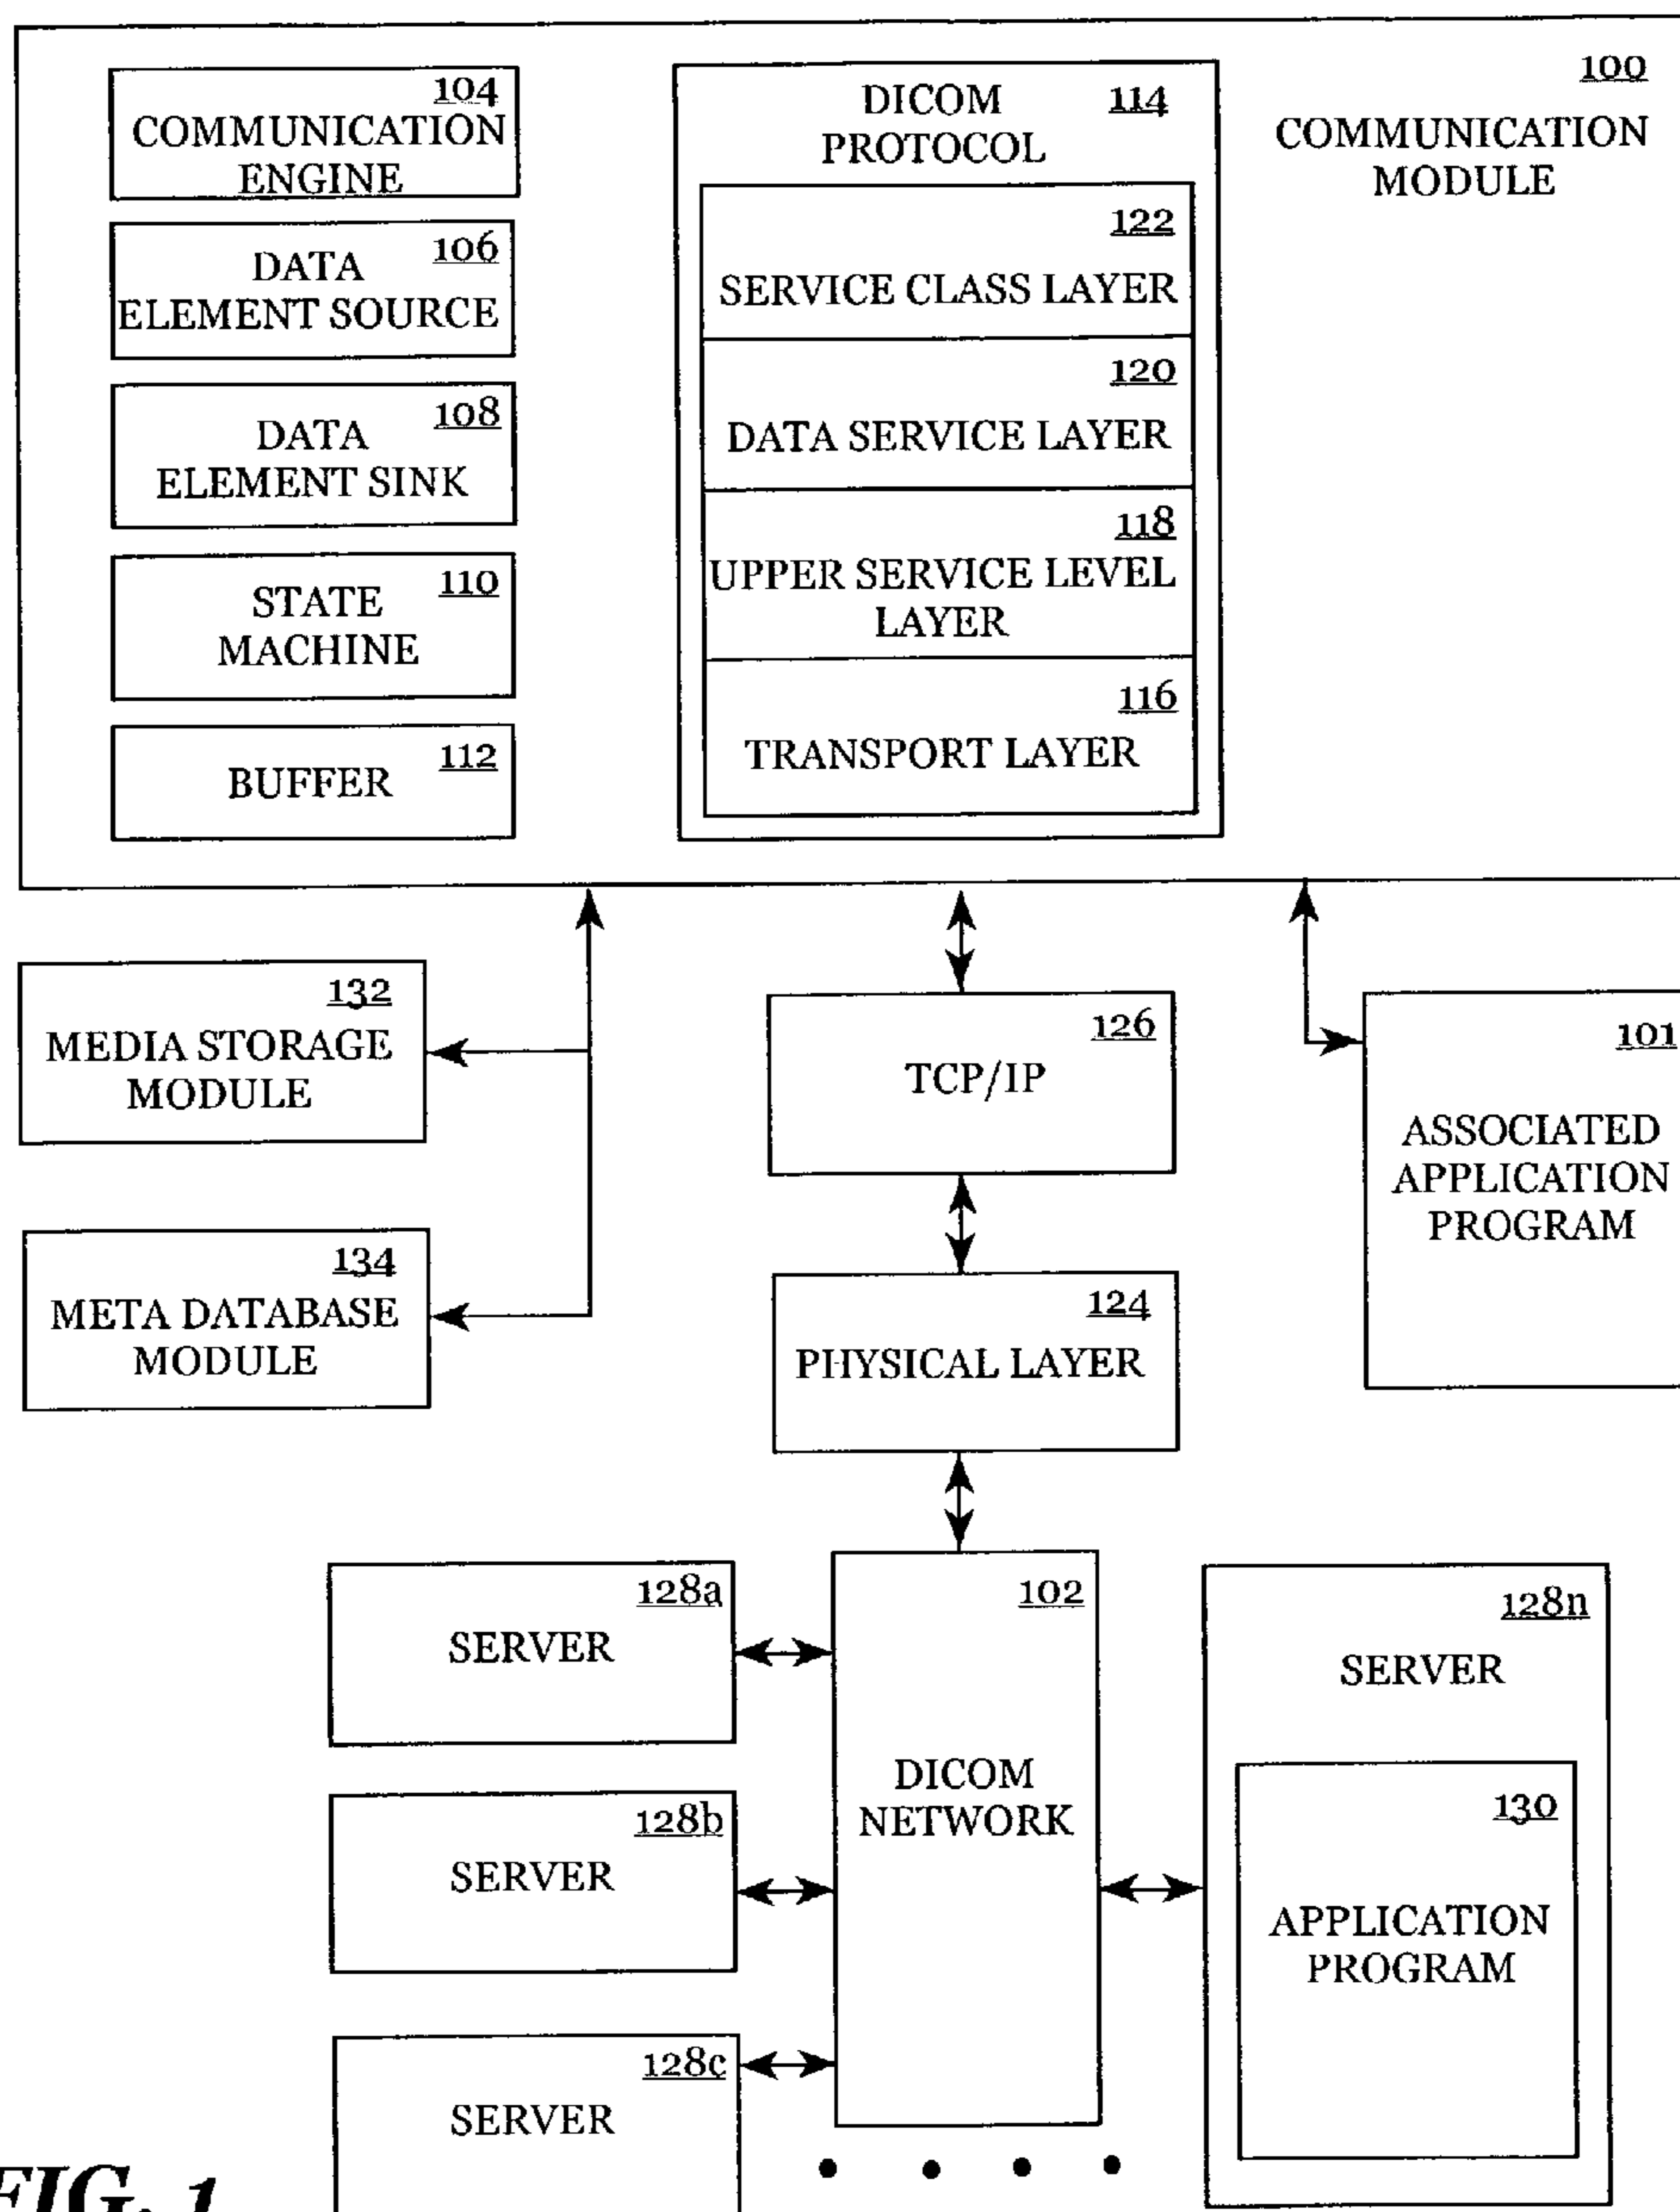 100
COMMUNICATION
MODULE
104
COMMUNICATION
ENGINE
106
DATA
ELEMENT SOURCE
108
DATA
ELEMENT SINK
110
STATE
MACHINE
112
BUFFER
DICOM 114
PROTOCOL
122
SERVICE CLASS LAYER
120
DATA SERVICE LAYER
118
UPPER SERVICE LEVEL
LAYER
116
TRANSPORT LAYER
132
MEDIA STORAGE
MODULE
134
META DATABASE
MODULE
126
TCP/IP
124
PHYSICAL LAYER
101
ASSOCIATED
APPLICATION
PROGRAM
128a
SERVER
128b
SERVER
128c
SERVER
102
DICOM
NETWORK
128n
SERVER
130
APPLICATION
PROGRAM
FIG. 1